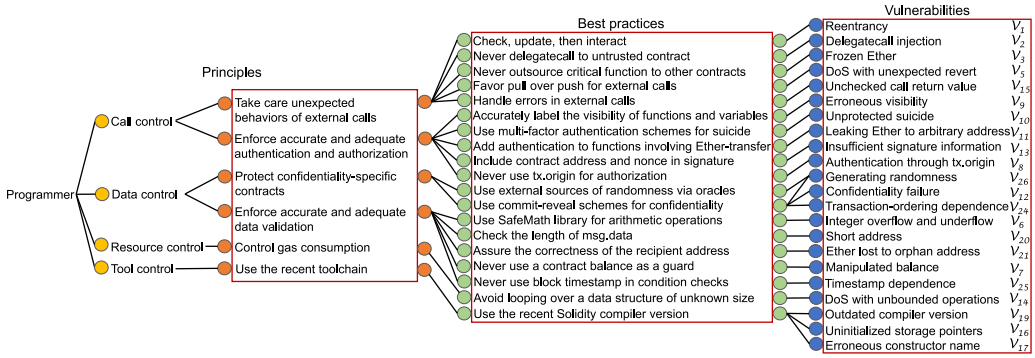 Programmer
Call control
Data control
Resource control
Tool control
Principles
Take care unexpected
behaviors of external calls
Enforce accurate and adequate
authentication and authorization
Protect confidentiality-specific
contracts
Enforce accurate and adequate
data validation
Control gas consumption
Use the recent toolchain
Best practices
Check, update, then interact
Never delegatecall to untrusted contract
Never outsource critical function to other contracts
Favor pull over push for external calls
Handle errors in external calls
Accurately label the visibility of functions and variables
Use multi-factor authentication schemes for suicide
Add authentication to functions involving Ether-transfer
Include contract address and nonce in signature
Never use tx.origin for authorization
Use external sources of randomness via oracles
Use commit-reveal schemes for confidentiality
Use SafeMath library for arithmetic operations
Check the length of msg.data
Assure the correctness of the recipient address
Never use a contract balance as a guard
Never use block timestamp in condition checks
Avoid looping over a data structure of unknown size
Use the recent Solidity compiler version
Vulnerabilities
Reentrancy V1
Delegatecall injection V2
Frozen Ether V3
DoS with unexpected revert V5
Unchecked call return value V15
Erroneous visibility V9
Unprotected suicide V10
Leaking Ether to arbitrary address V11
Insufficient signature information V13
Authentication through tx.origin V8
Generating randomness V26
Confidentiality failure V12
Transaction-ordering dependence V24
Integer overflow and underflow V6
Short address V20
Ether lost to orphan address V21
Manipulated balance V7
Timestamp dependence V25
DoS with unbounded operations V14
Outdated compiler version V19
Uninitialized storage pointers V16
Erroneous constructor name V17